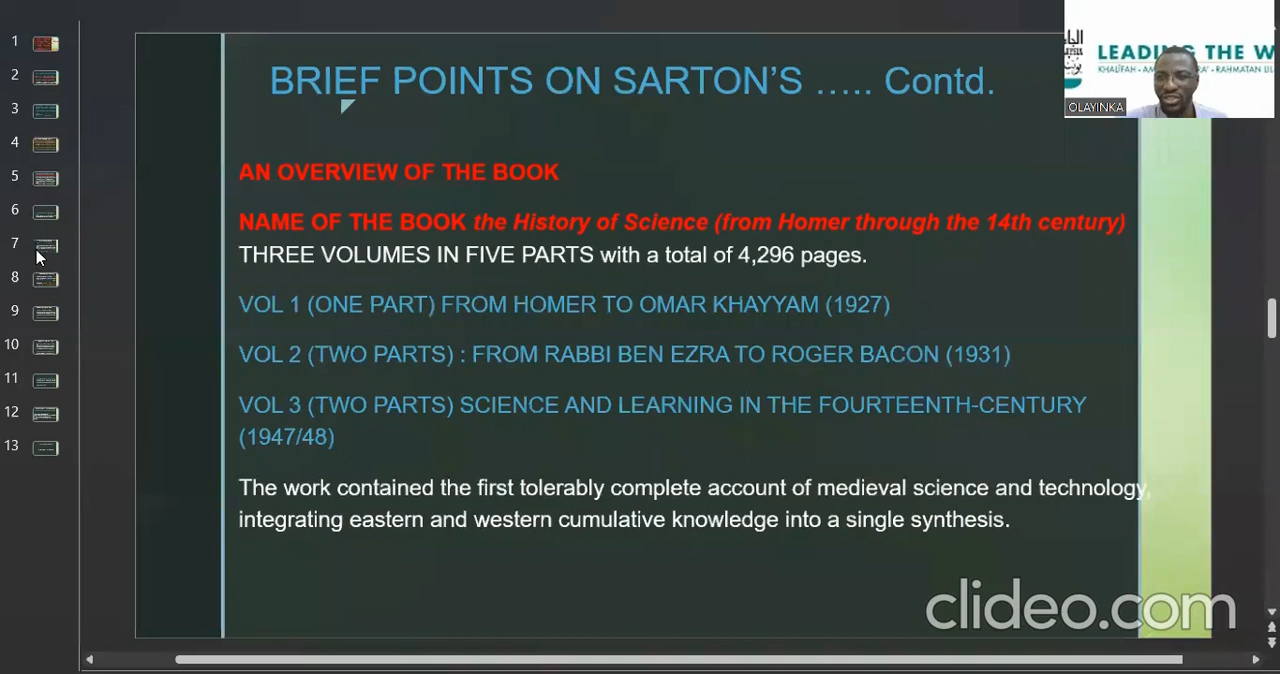 1
2
3
4
5
6
7
8
9
10
11
12
13
BRIEF POINTS ON SARTON’S ….. Contd.
AN OVERVIEW OF THE BOOK
NAME OF THE BOOK the History of Science (from Homer through the 14th century)
THREE VOLUMES IN FIVE PARTS with a total of 4,296 pages.
VOL 1 (ONE PART) FROM HOMER TO OMAR KHAYYAM (1927)
VOL 2 (TWO PARTS) : FROM RABBI BEN EZRA TO ROGER BACON (1931)
VOL 3 (TWO PARTS) SCIENCE AND LEARNING IN THE FOURTEENTH-CENTURY
(1947/48)
The work contained the first tolerably complete account of medieval science and technology,
integrating eastern and western cumulative knowledge into a single synthesis.
LEADING THE W
KHALĪFAH
RAHMATAN LIL
OLAYINKA
clideo.com